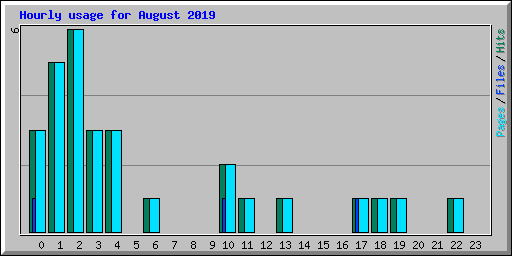 Hourly usage for August 2019
6
Pages/Files/Hits
0 1 2 3 4 5 6 7 8 9 10 11 12 13 14 15 16 17 18 19 20 21 22 23